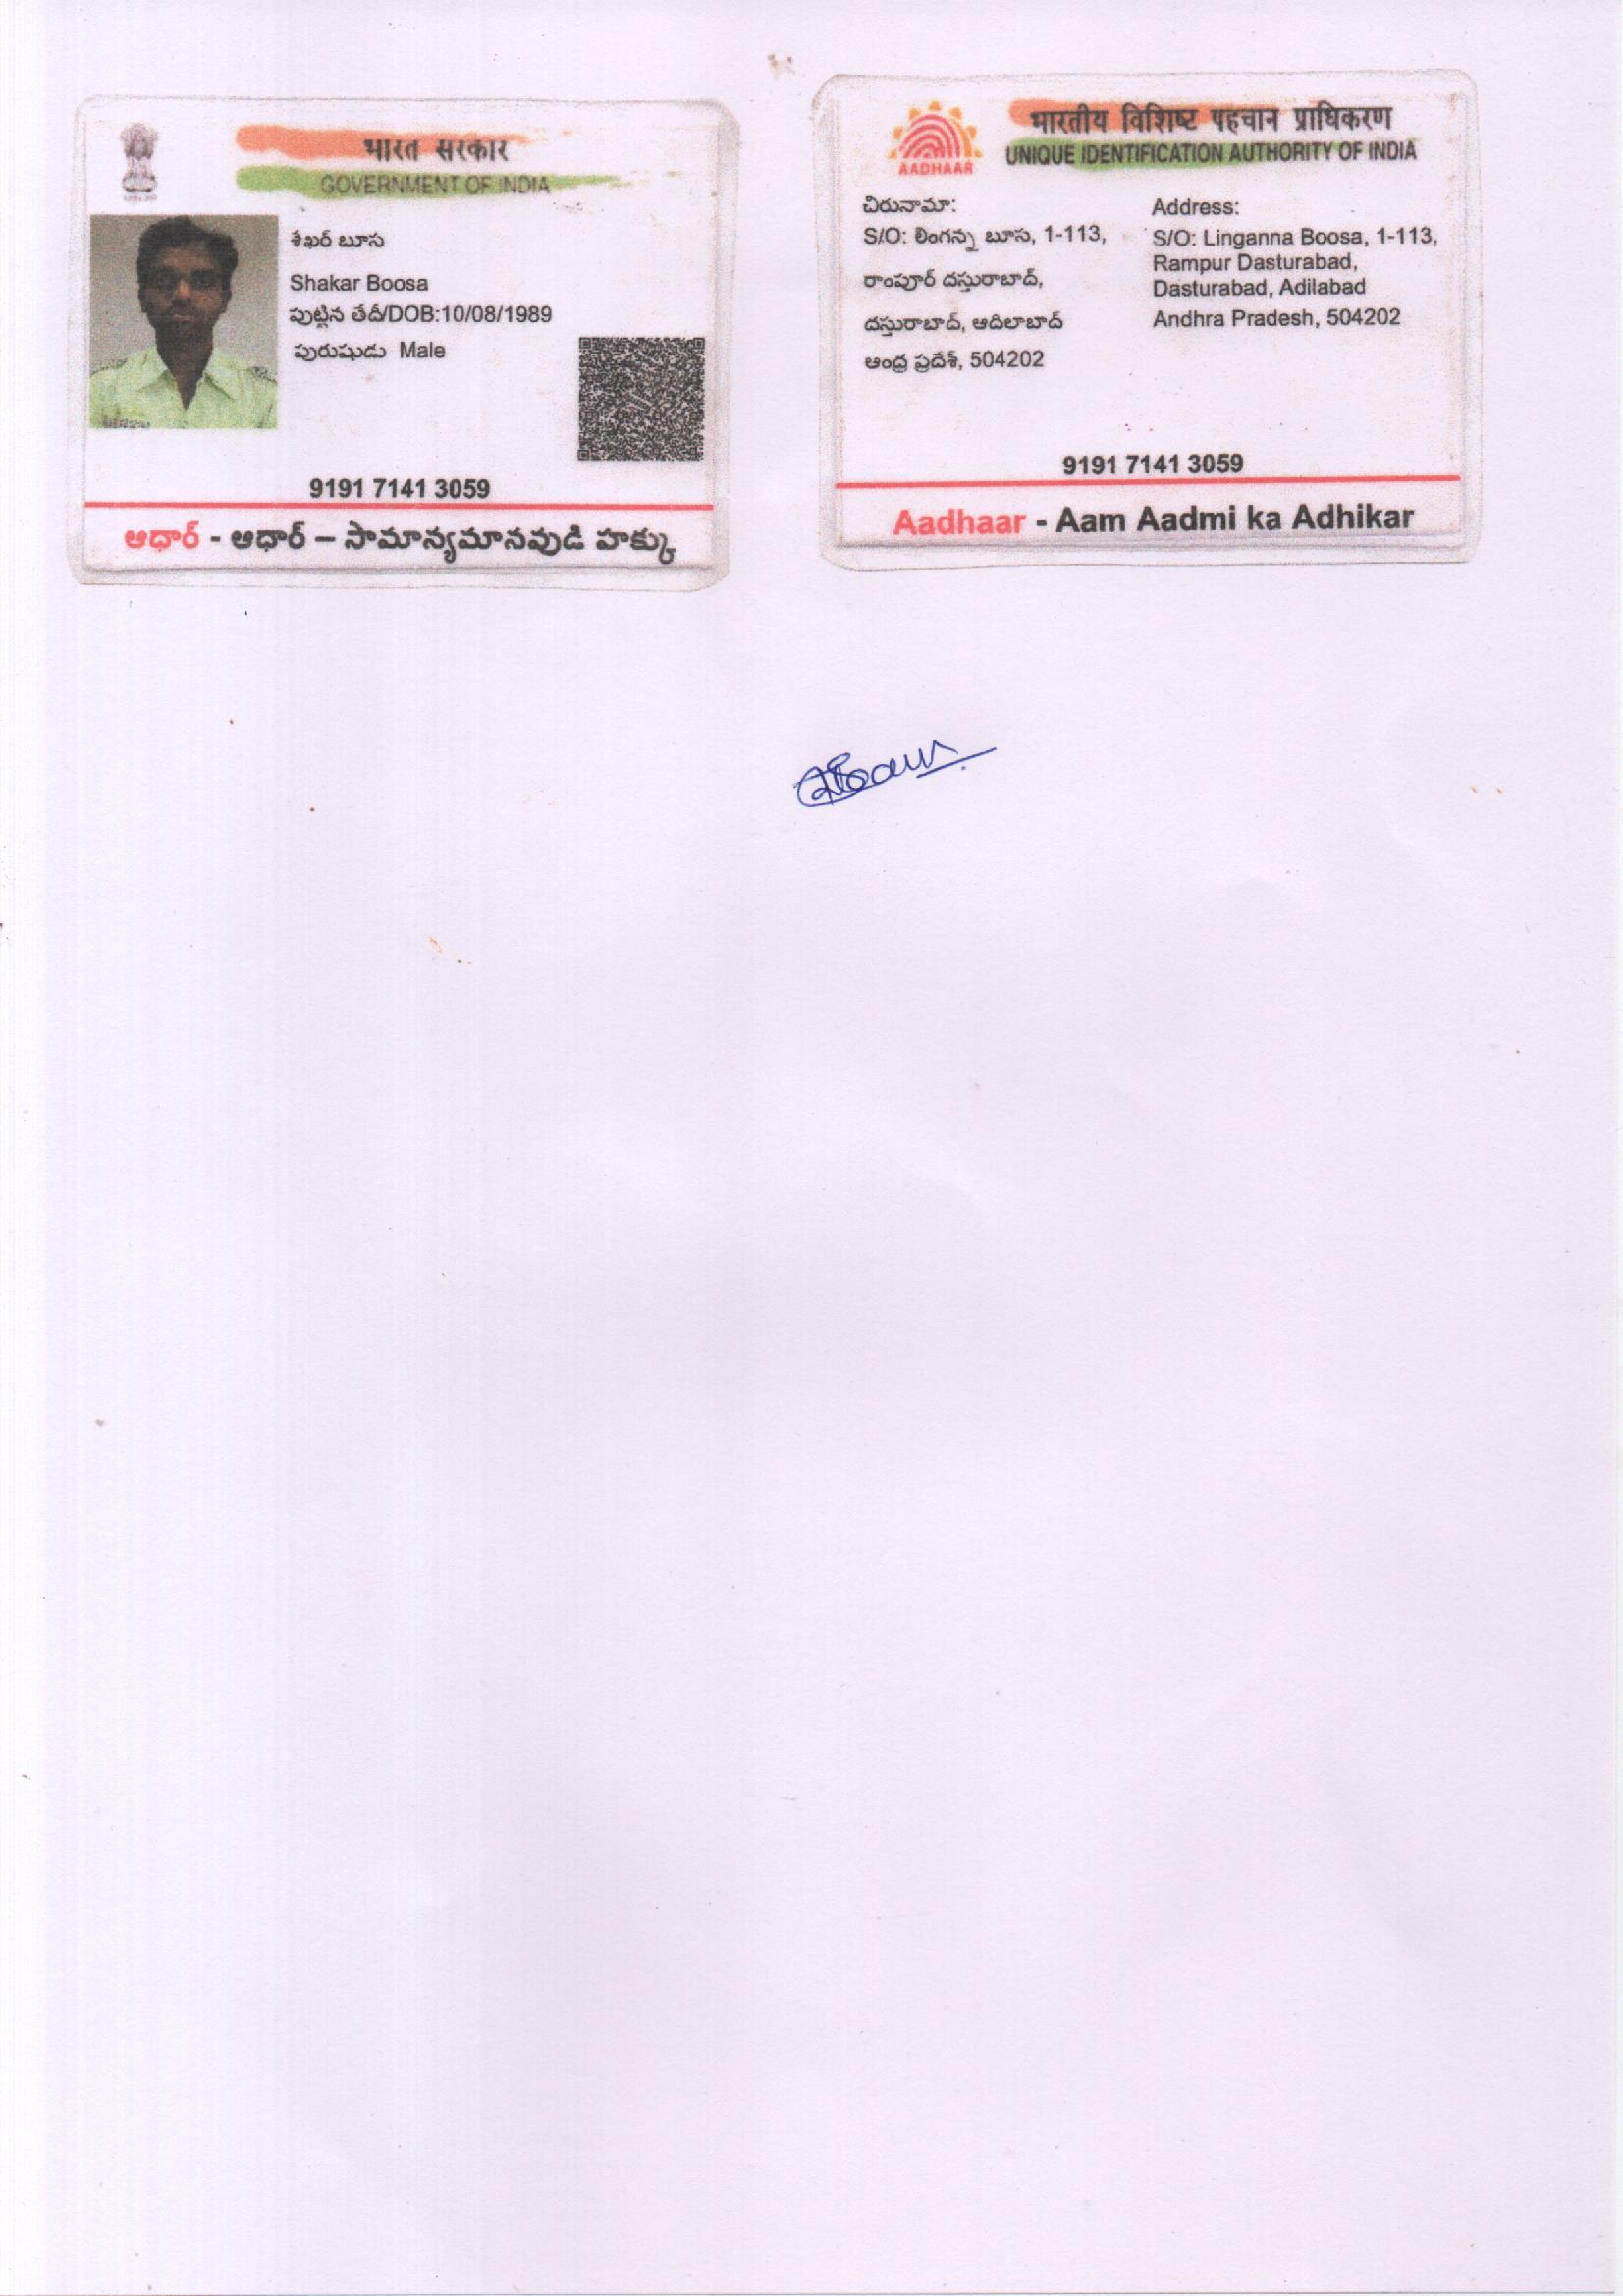 भारत सरकार
GOVERNMENT OF INDIA
శేఖర్ బూస
Shakar Boosa
పుట్టిన తేదీ/DOB:10/08/1989
పురుషుడు Male
9191 7141 3059
ఆధార్ - ఆధార్ – సామాన్యమానవుడి హక్కు
भारतीय विशिष्ट पहचान प्राधिकरण
UNIQUE IDENTIFICATION AUTHORITY OF INDIA
AADHAAR
చిరునామా:
S/O: లింగన్న బూస, 1-113,
రాంపూర్ దస్తురాబాద్,
దస్తురాబాద్, ఆదిలాబాద్
ఆంధ్ర ప్రదేశ్, 504202
Address:
S/O: Linganna Boosa, 1-113,
Rampur Dasturabad,
Dasturabad, Adilabad
Andhra Pradesh, 504202
9191 7141 3059
Aadhaar - Aam Aadmi ka Adhikar